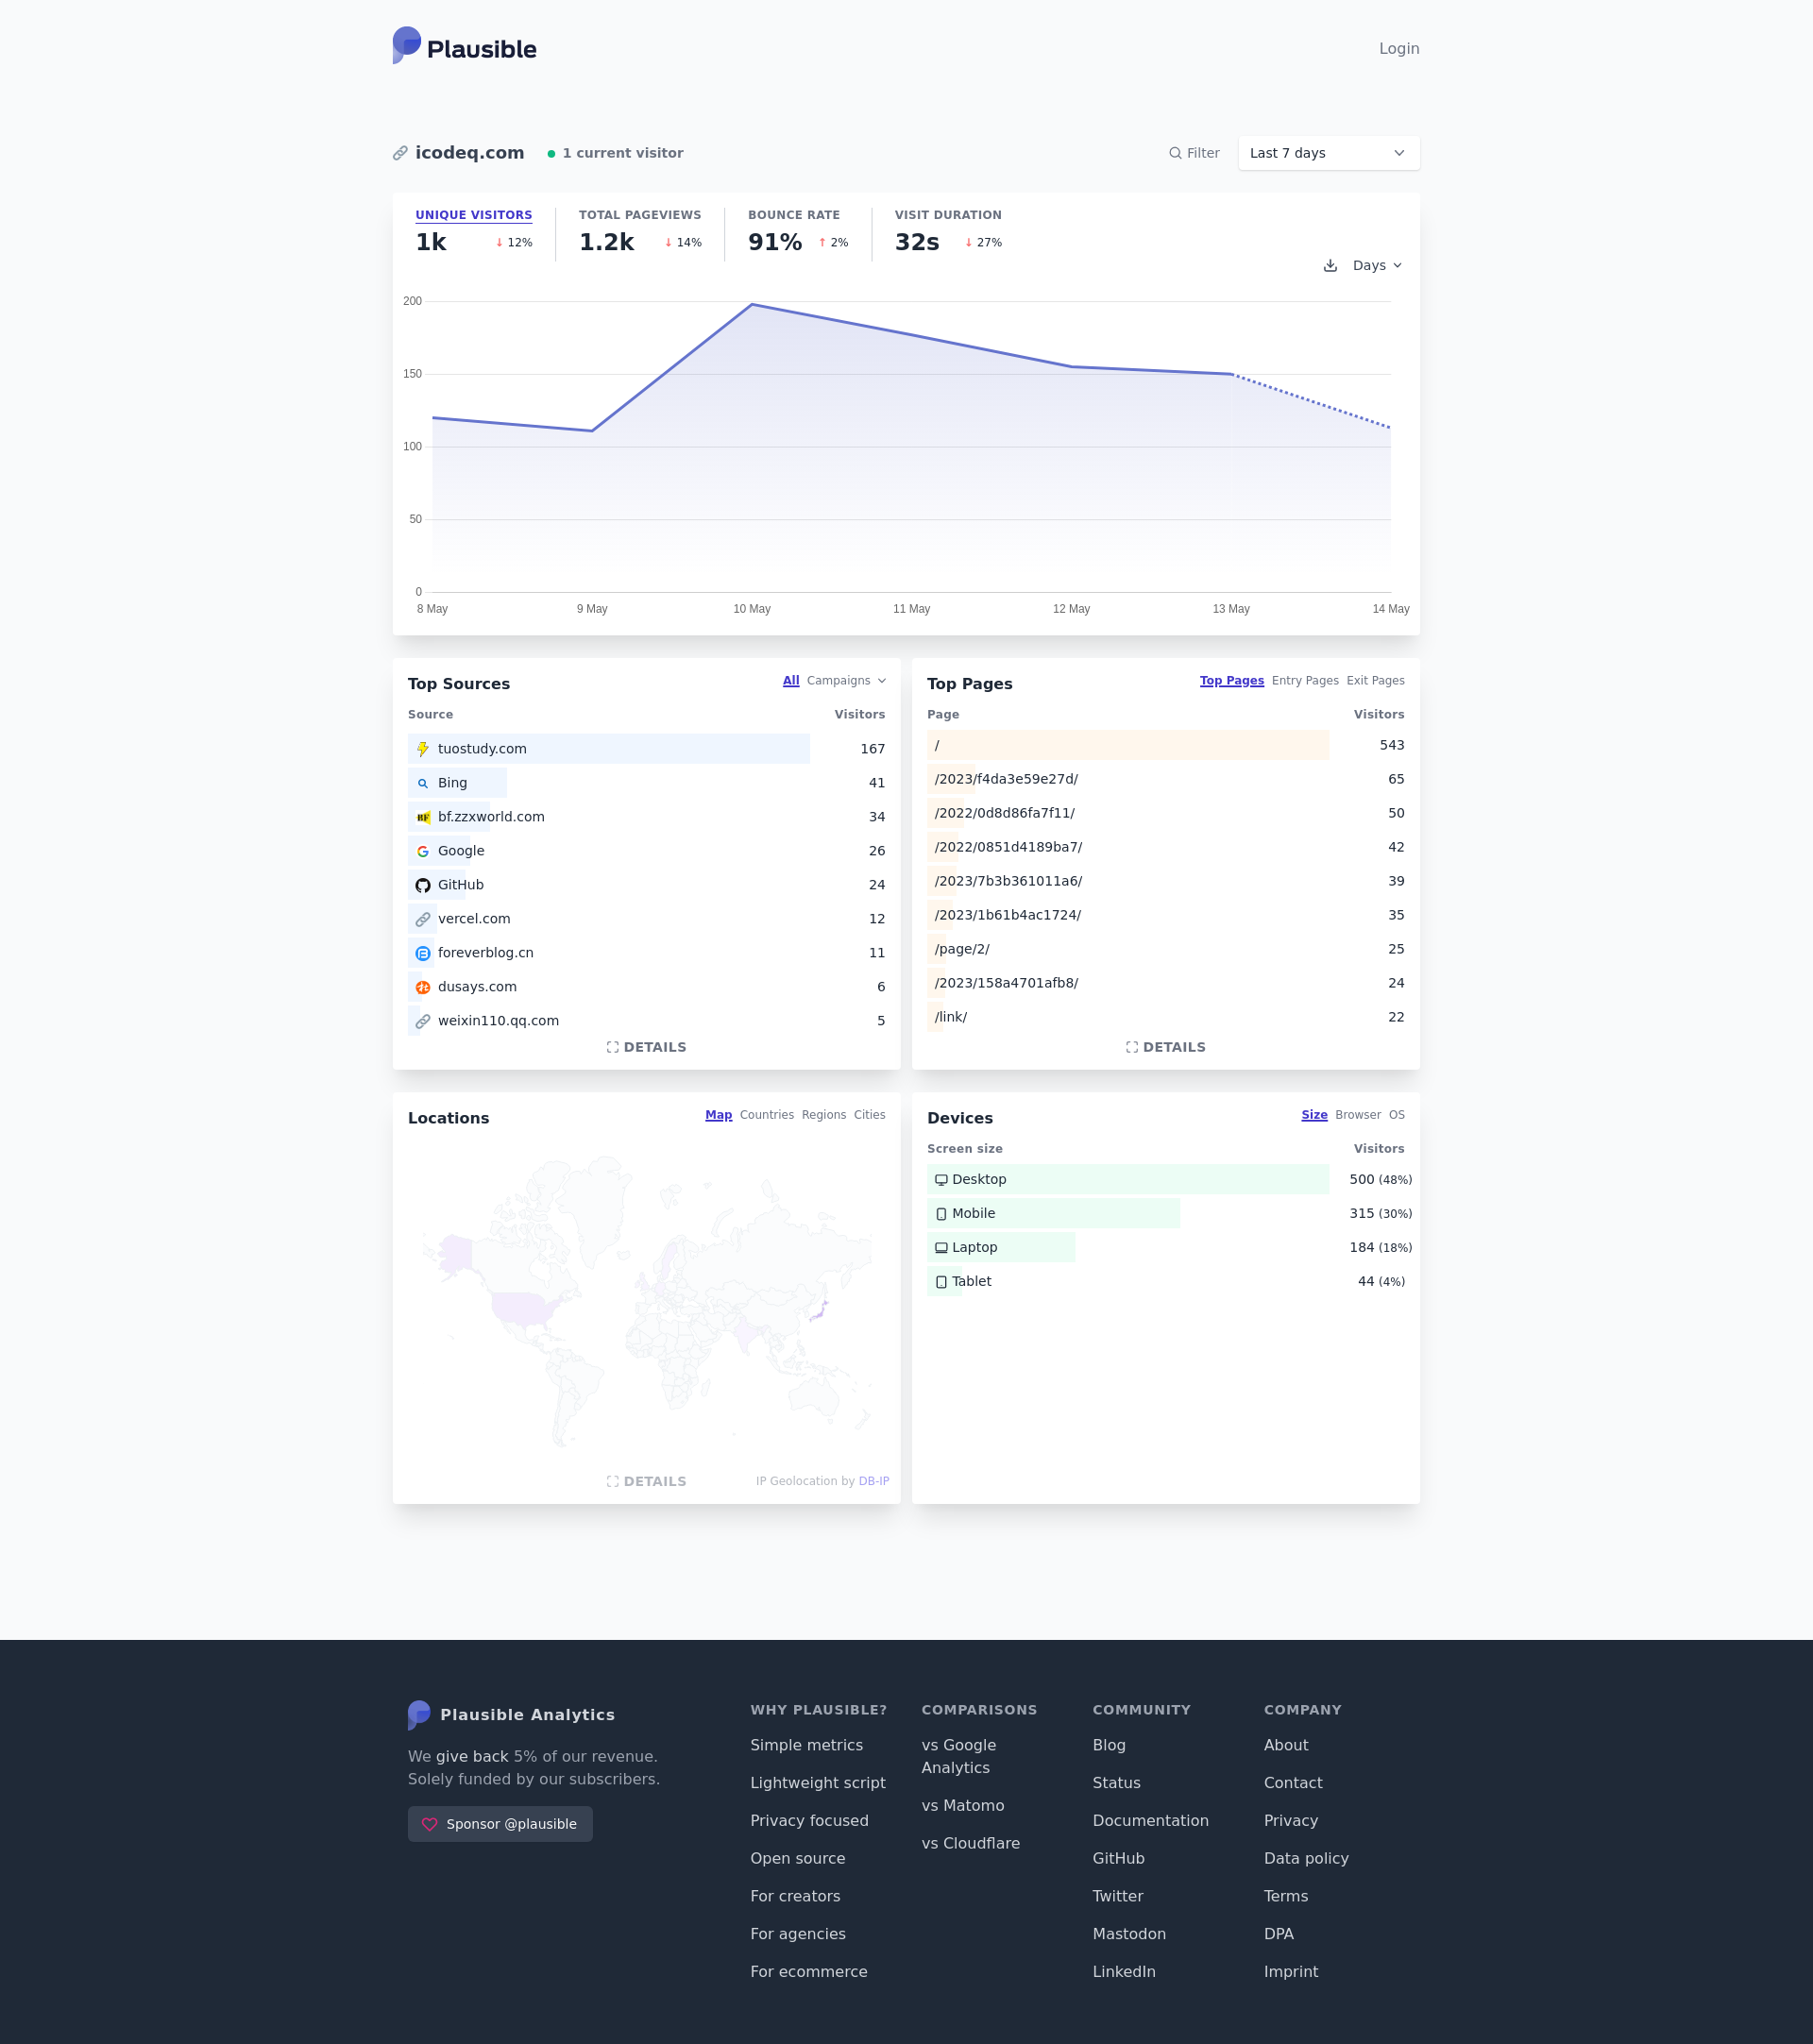 Plausible
Login
icodeq.com
1 current visitor
Filter
Last 7 days
UNIQUE VISITORS
1k
↓ 12%
TOTAL PAGEVIEWS
1.2k
↓ 14%
BOUNCE RATE
91%
↑ 2%
VISIT DURATION
32s
↓ 27%
Days
200
150
100
50
0
8 May
9 May
10 May
11 May
12 May
13 May
14 May
Top Sources
All Campaigns
Source Visitors
tuostudy.com 167
Bing 41
BF bf.zzxworld.com 34
Google 26
GitHub 24
vercel.com 12
foreverblog.cn 11
dusays.com 6
weixin110.qq.com 5
DETAILS
Top Pages
Top Pages Entry Pages Exit Pages
Page Visitors
/ 543
/2023/f4da3e59e27d/ 65
/2022/0d8d86fa7f11/ 50
/2022/0851d4189ba7/ 42
/2023/7b3b361011a6/ 39
/2023/1b61b4ac1724/ 35
/page/2/ 25
/2023/158a4701afb8/ 24
/link/ 22
DETAILS
Locations
Map Countries Regions Cities
DETAILS
IP Geolocation by DB-IP
Devices
Size Browser OS
Screen size Visitors
Desktop 500 (48%)
Mobile 315 (30%)
Laptop 184 (18%)
Tablet 44 (4%)
Plausible Analytics
We give back 5% of our revenue.
Solely funded by our subscribers.
Sponsor @plausible
WHY PLAUSIBLE?
Simple metrics
Lightweight script
Privacy focused
Open source
For creators
For agencies
For ecommerce
COMPARISONS
vs Google
Analytics
vs Matomo
vs Cloudflare
COMMUNITY
Blog
Status
Documentation
GitHub
Twitter
Mastodon
LinkedIn
COMPANY
About
Contact
Privacy
Data policy
Terms
DPA
Imprint